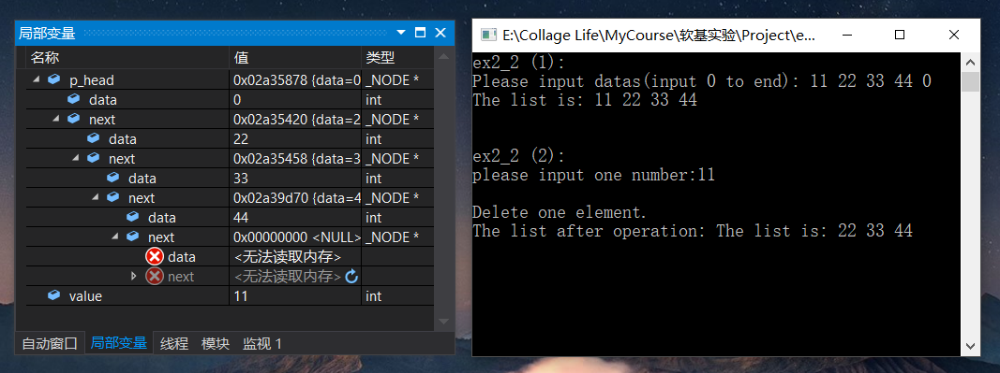 局部变量
名称 值 类型
p_head 0x02a35878 {data=0 _NODE *
data 0 int
next 0x02a35420 {data=2 _NODE *
data 22 int
next 0x02a35458 {data=3 _NODE *
data 33 int
next 0x02a39d70 {data=4 _NODE *
data 44 int
next 0x00000000 <NULL> _NODE *
data <无法读取内存>
next <无法读取内存>
value 11 int
自动窗口 局部变量 线程 模块 监视 1
E:\Collage Life\MyCourse\软基实验\Project\e...
ex2_2 (1):
Please input datas(input 0 to end): 11 22 33 44 0
The list is: 11 22 33 44
ex2_2 (2):
please input one number:11
Delete one element.
The list after operation: The list is: 22 33 44